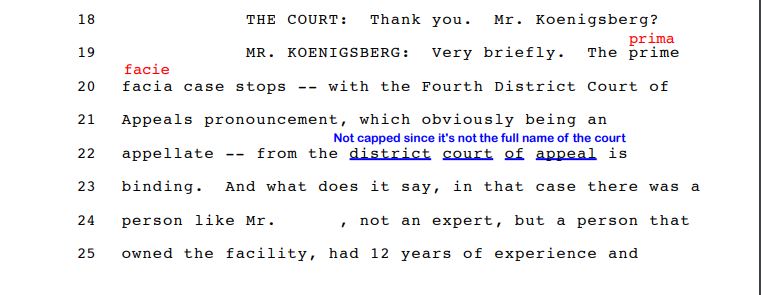 18 THE COURT: Thank you. Mr. Koenigsberg?
prima
19 MR. KOENIGSBERG: Very briefly. The prime
facie
20 facia case stops -- with the Fourth District Court of
21 Appeals pronouncement, which obviously being an
Not capped since it's not the full name of the court
22 appellate -- from the district court of appeal is
23 binding. And what does it say, in that case there was a
24 person like Mr. , not an expert, but a person that
25 owned the facility, had 12 years of experience and